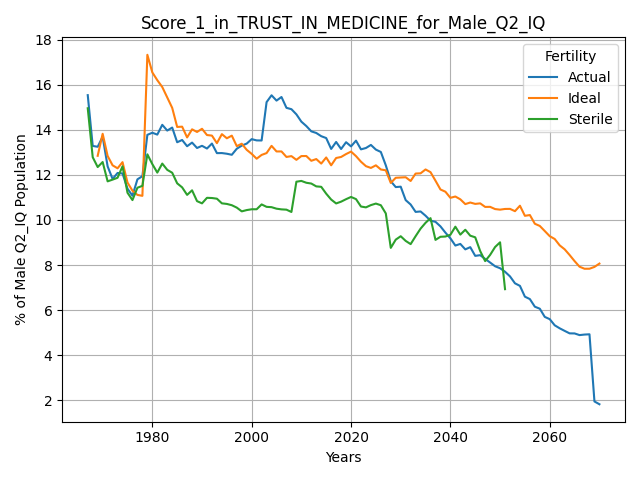 Score_1_in_TRUST_IN_MEDICINE_for_Male_Q2_IQ
Fertility
Actual
Ideal
Sterile
% of Male Q2_IQ Population
18
16
14
12
10
8
6
4
2
1980
2000
2020
2040
2060
Years